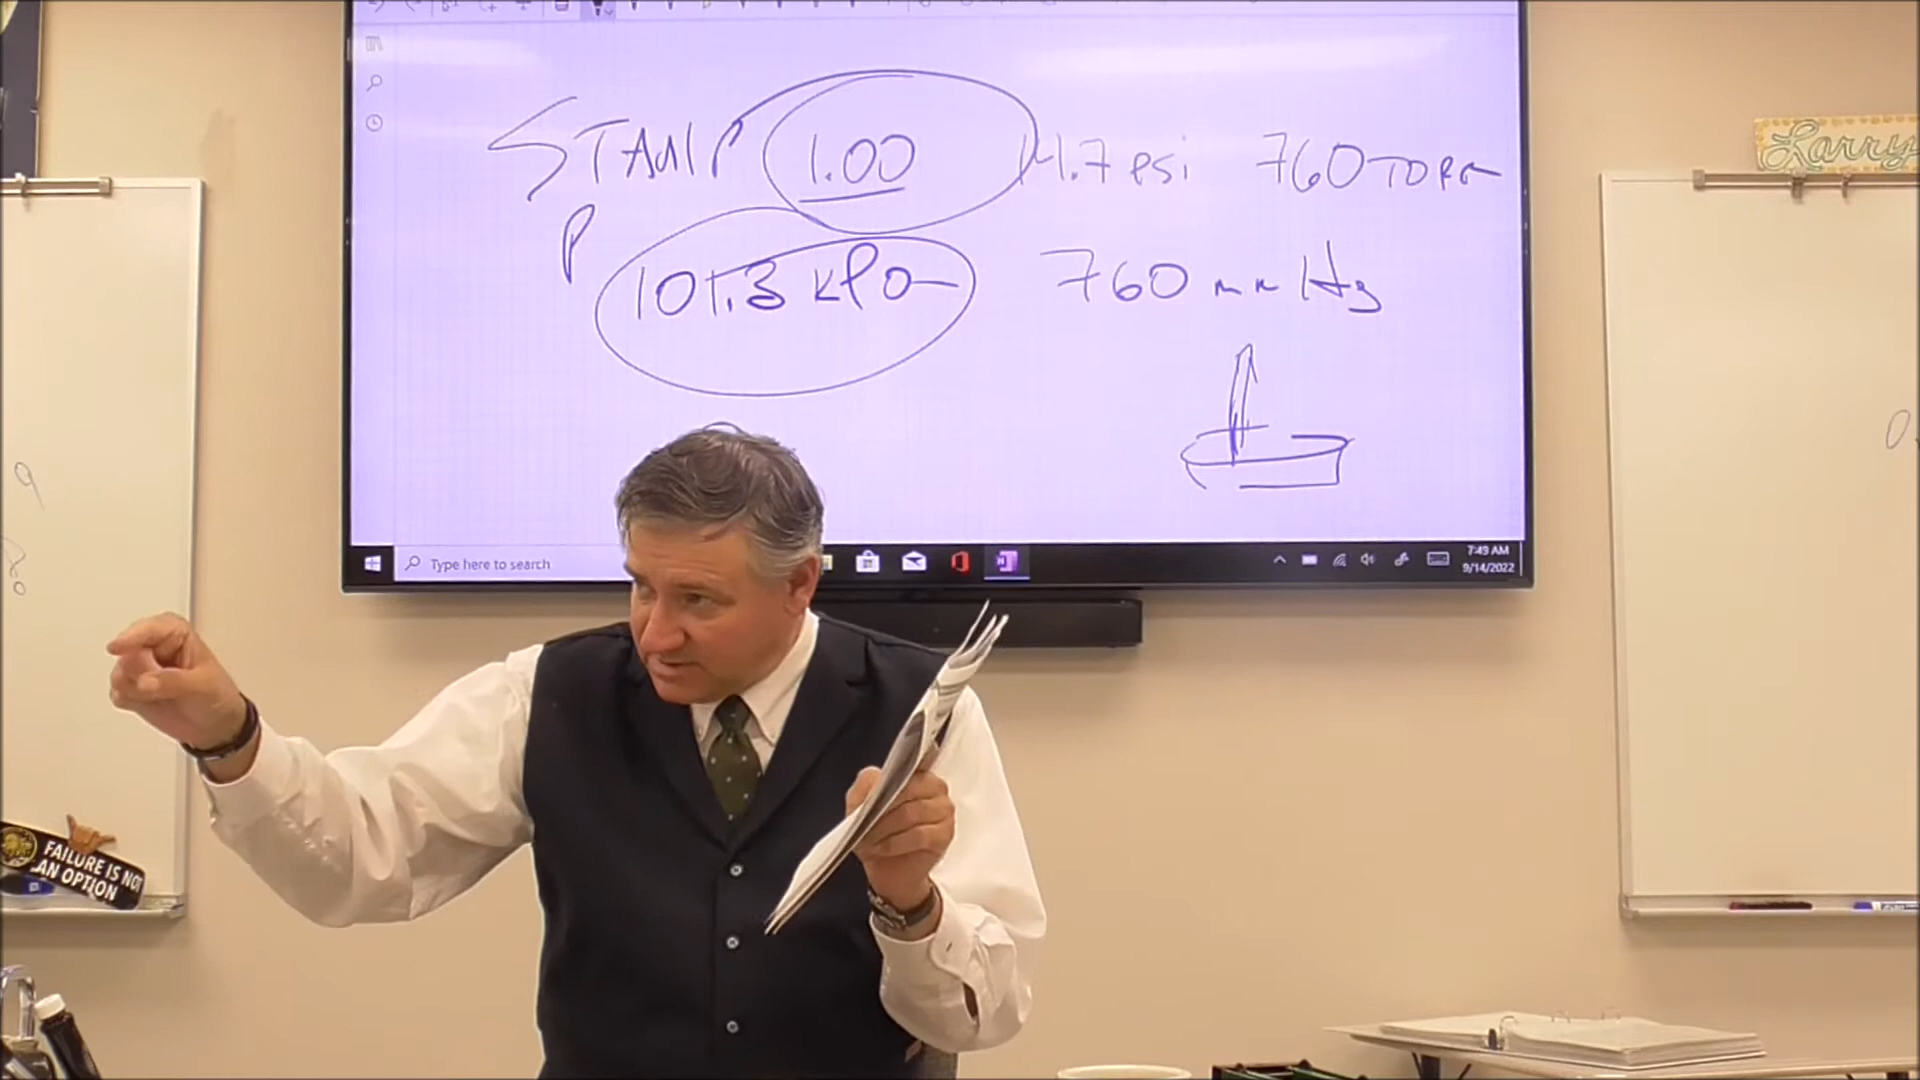 STAMP 1.00 14.7 psi 760 TORR
P 101.3 kPa 760 mm Hg
Type here to search
7:49 AM
9/14/2022
Larry
FAILURE IS NOT
AN OPTION